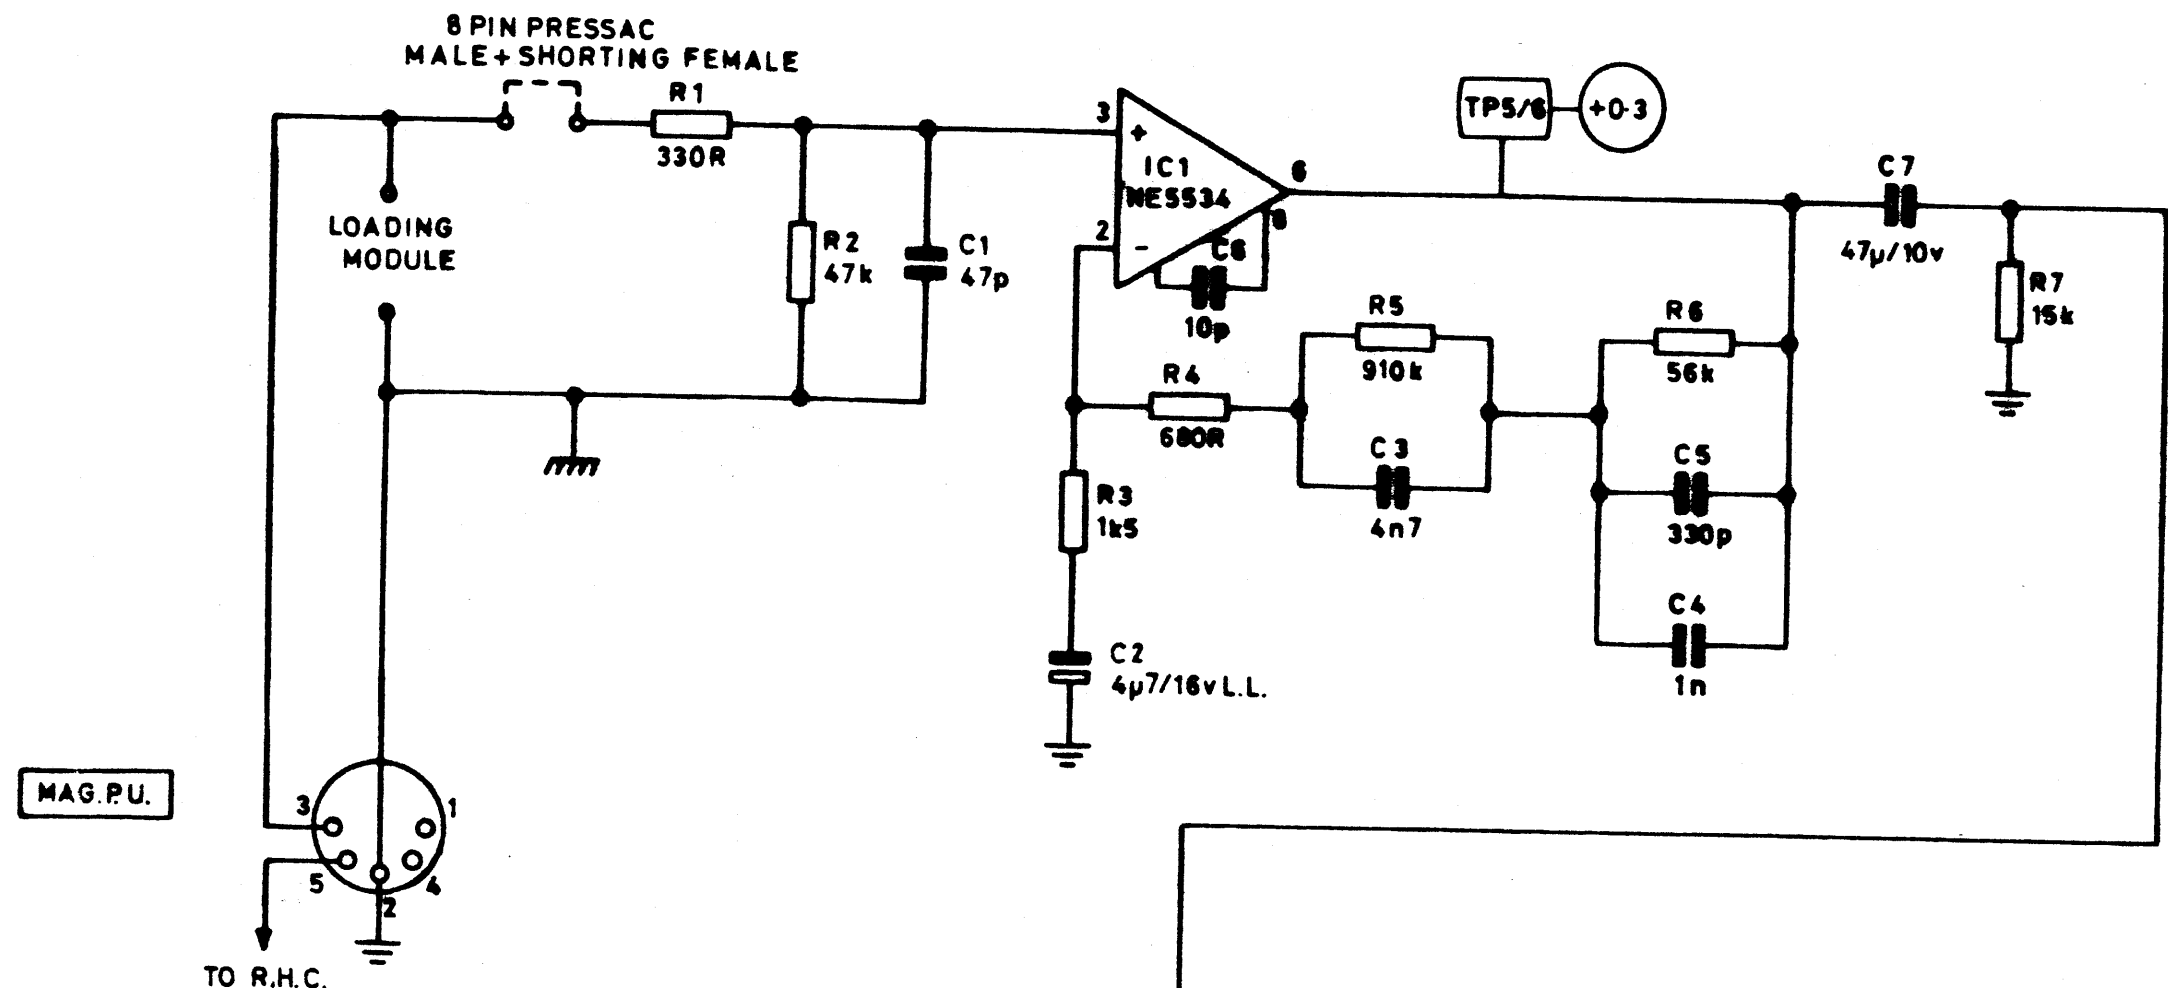 8 PIN PRESSAC
MALE+SHORTING FEMALE
R1
330R
LOADING
MODULE
R2
47k
C1
47p
3
+
IC1
NE5534
2
-
6
8
C6
10p
TP5/6
+0·3
C7
47µ/10v
R7
15k
R5
910k
R6
56k
R4
680R
C3
4n7
C5
330p
R3
1k5
C4
1n
C2
4µ7/16v L.L.
MAG.P.U.
3
1
5
4
2
TO R.H.C.